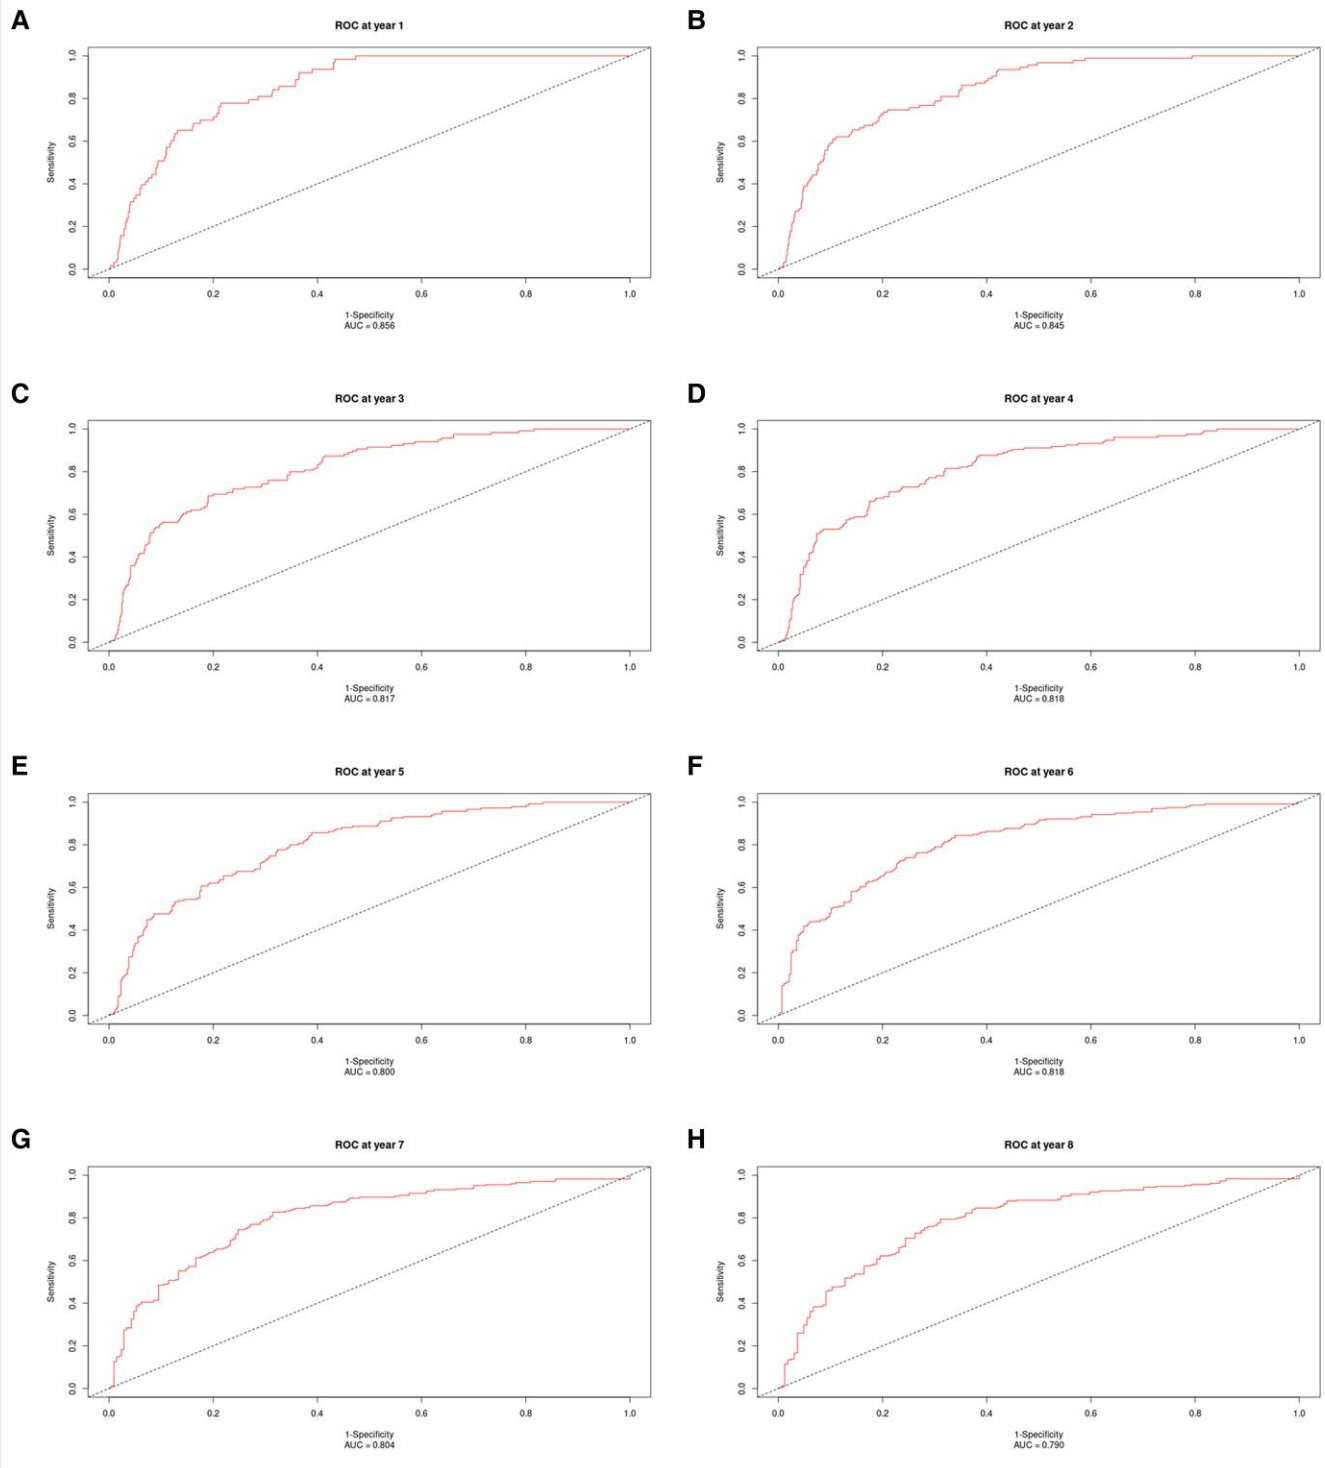 A
ROC at year 1
Sensitivity
0.0 0.2 0.4 0.6 0.8 1.0
0.0 0.2 0.4 0.6 0.8 1.0
1-Specificity
AUC = 0.856
B
ROC at year 2
Sensitivity
0.0 0.2 0.4 0.6 0.8 1.0
0.0 0.2 0.4 0.6 0.8 1.0
1-Specificity
AUC = 0.845
C
ROC at year 3
Sensitivity
0.0 0.2 0.4 0.6 0.8 1.0
0.0 0.2 0.4 0.6 0.8 1.0
1-Specificity
AUC = 0.817
D
ROC at year 4
Sensitivity
0.0 0.2 0.4 0.6 0.8 1.0
0.0 0.2 0.4 0.6 0.8 1.0
1-Specificity
AUC = 0.818
E
ROC at year 5
Sensitivity
0.0 0.2 0.4 0.6 0.8 1.0
0.0 0.2 0.4 0.6 0.8 1.0
1-Specificity
AUC = 0.800
F
ROC at year 6
Sensitivity
0.0 0.2 0.4 0.6 0.8 1.0
0.0 0.2 0.4 0.6 0.8 1.0
1-Specificity
AUC = 0.818
G
ROC at year 7
Sensitivity
0.0 0.2 0.4 0.6 0.8 1.0
0.0 0.2 0.4 0.6 0.8 1.0
1-Specificity
AUC = 0.804
H
ROC at year 8
Sensitivity
0.0 0.2 0.4 0.6 0.8 1.0
0.0 0.2 0.4 0.6 0.8 1.0
1-Specificity
AUC = 0.790